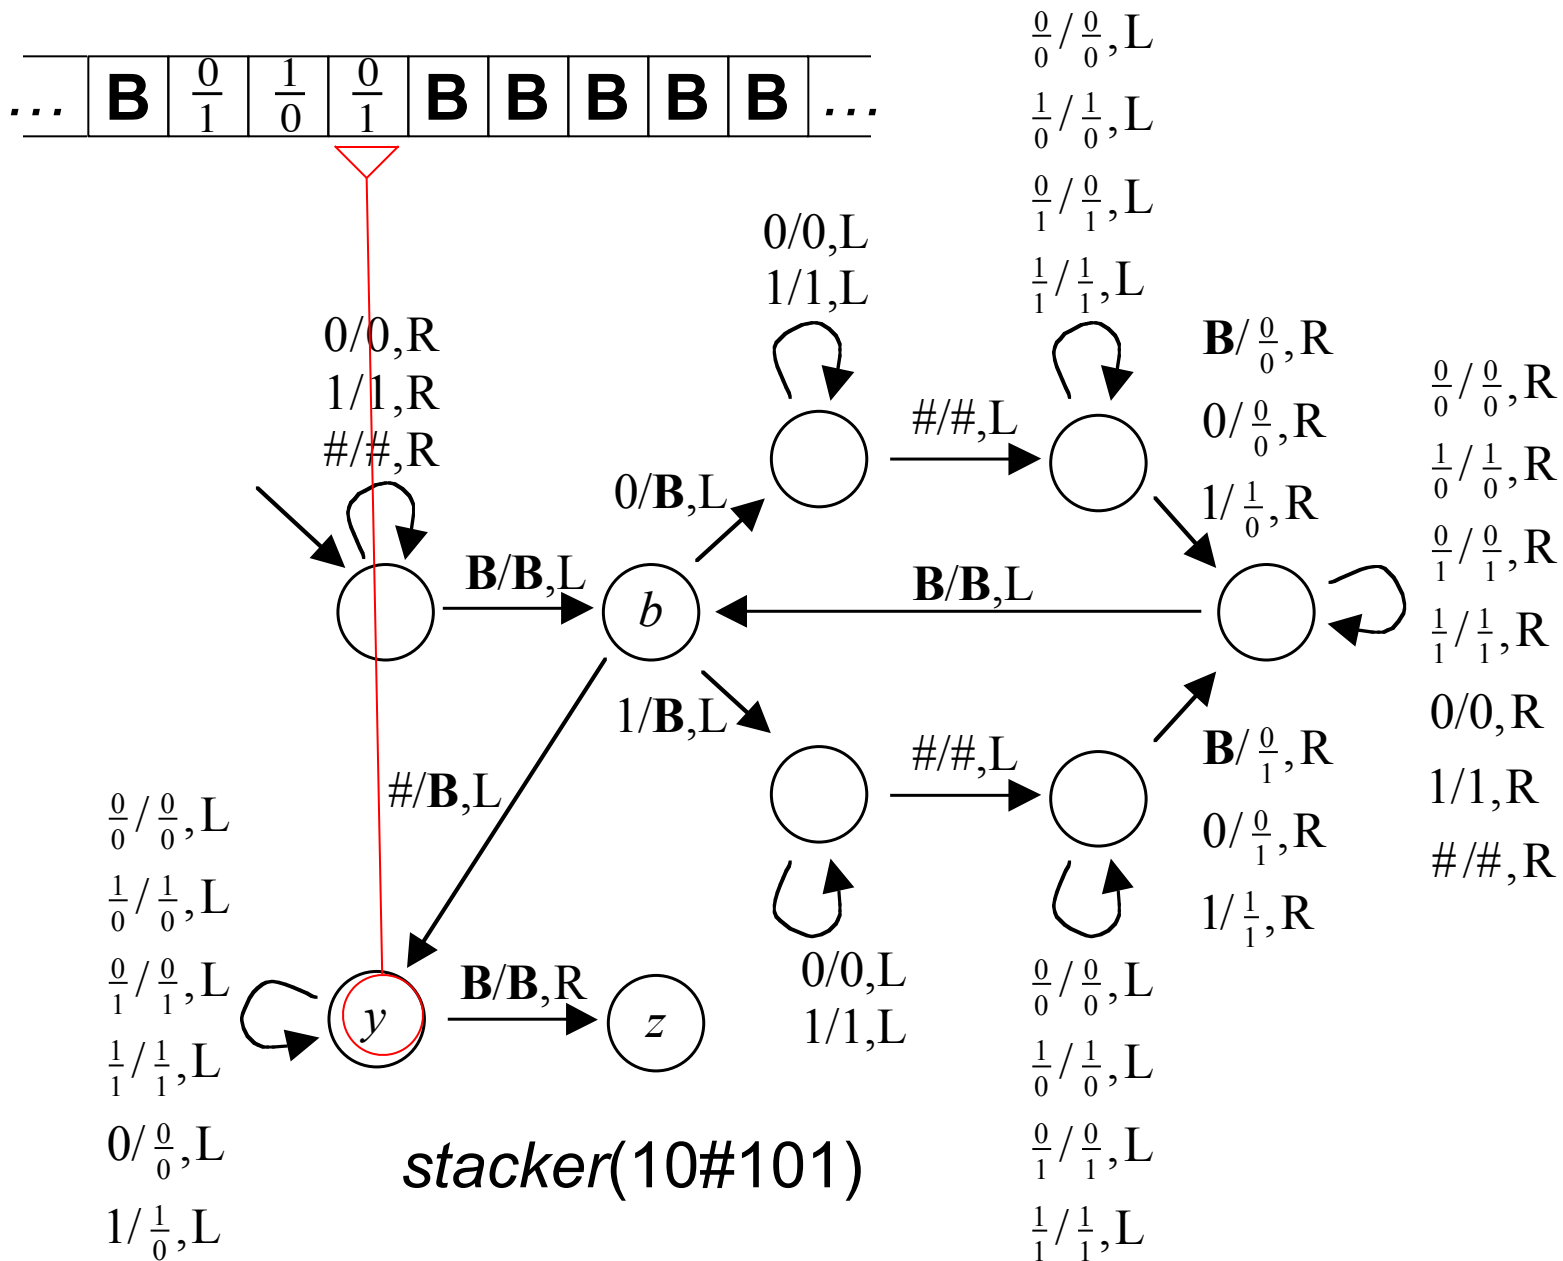 ... B 0/1 1/0 0/1 B B B B B ...
0/0 / 0/0 ,L
1/0 / 1/0 ,L
0/1 / 0/1 ,L
1/1 / 1/1 ,L
0/0,L
1/1,L
0/0,R
1/1,R
#/#,R
#/#,L
B/ 0/0 ,R
0/ 0/0 ,R
1/ 1/0 ,R
0/0 / 0/0 ,R
1/0 / 1/0 ,R
0/1 / 0/1 ,R
1/1 / 1/1 ,R
0/0,R
1/1,R
#/#,R
0/B,L
B/B,L
b
B/B,L
1/B,L
#/B,L
#/#,L
B/ 0/1 ,R
0/ 0/1 ,R
1/ 1/1 ,R
0/0 / 0/0 ,L
1/0 / 1/0 ,L
0/1 / 0/1 ,L
1/1 / 1/1 ,L
0/ 0/0 ,L
1/ 1/0 ,L
y
B/B,R
z
0/0,L
1/1,L
0/0 / 0/0 ,L
1/0 / 1/0 ,L
0/1 / 0/1 ,L
1/1 / 1/1 ,L
stacker(10#101)